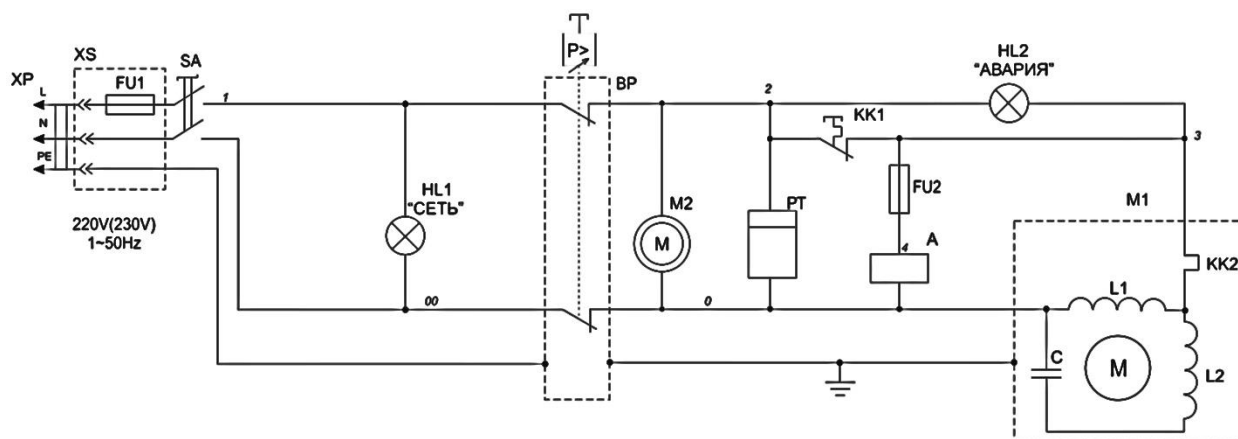 XS
SA
XP
L
FU1
1
N
PE
220V(230V)
1~50Hz
HL1
"СЕТЬ"
00
P>
BP
2
HL2
"АВАРИЯ"
KK1
3
M2
M
PT
FU2
4
A
0
M1
KK2
L1
C
M
L2